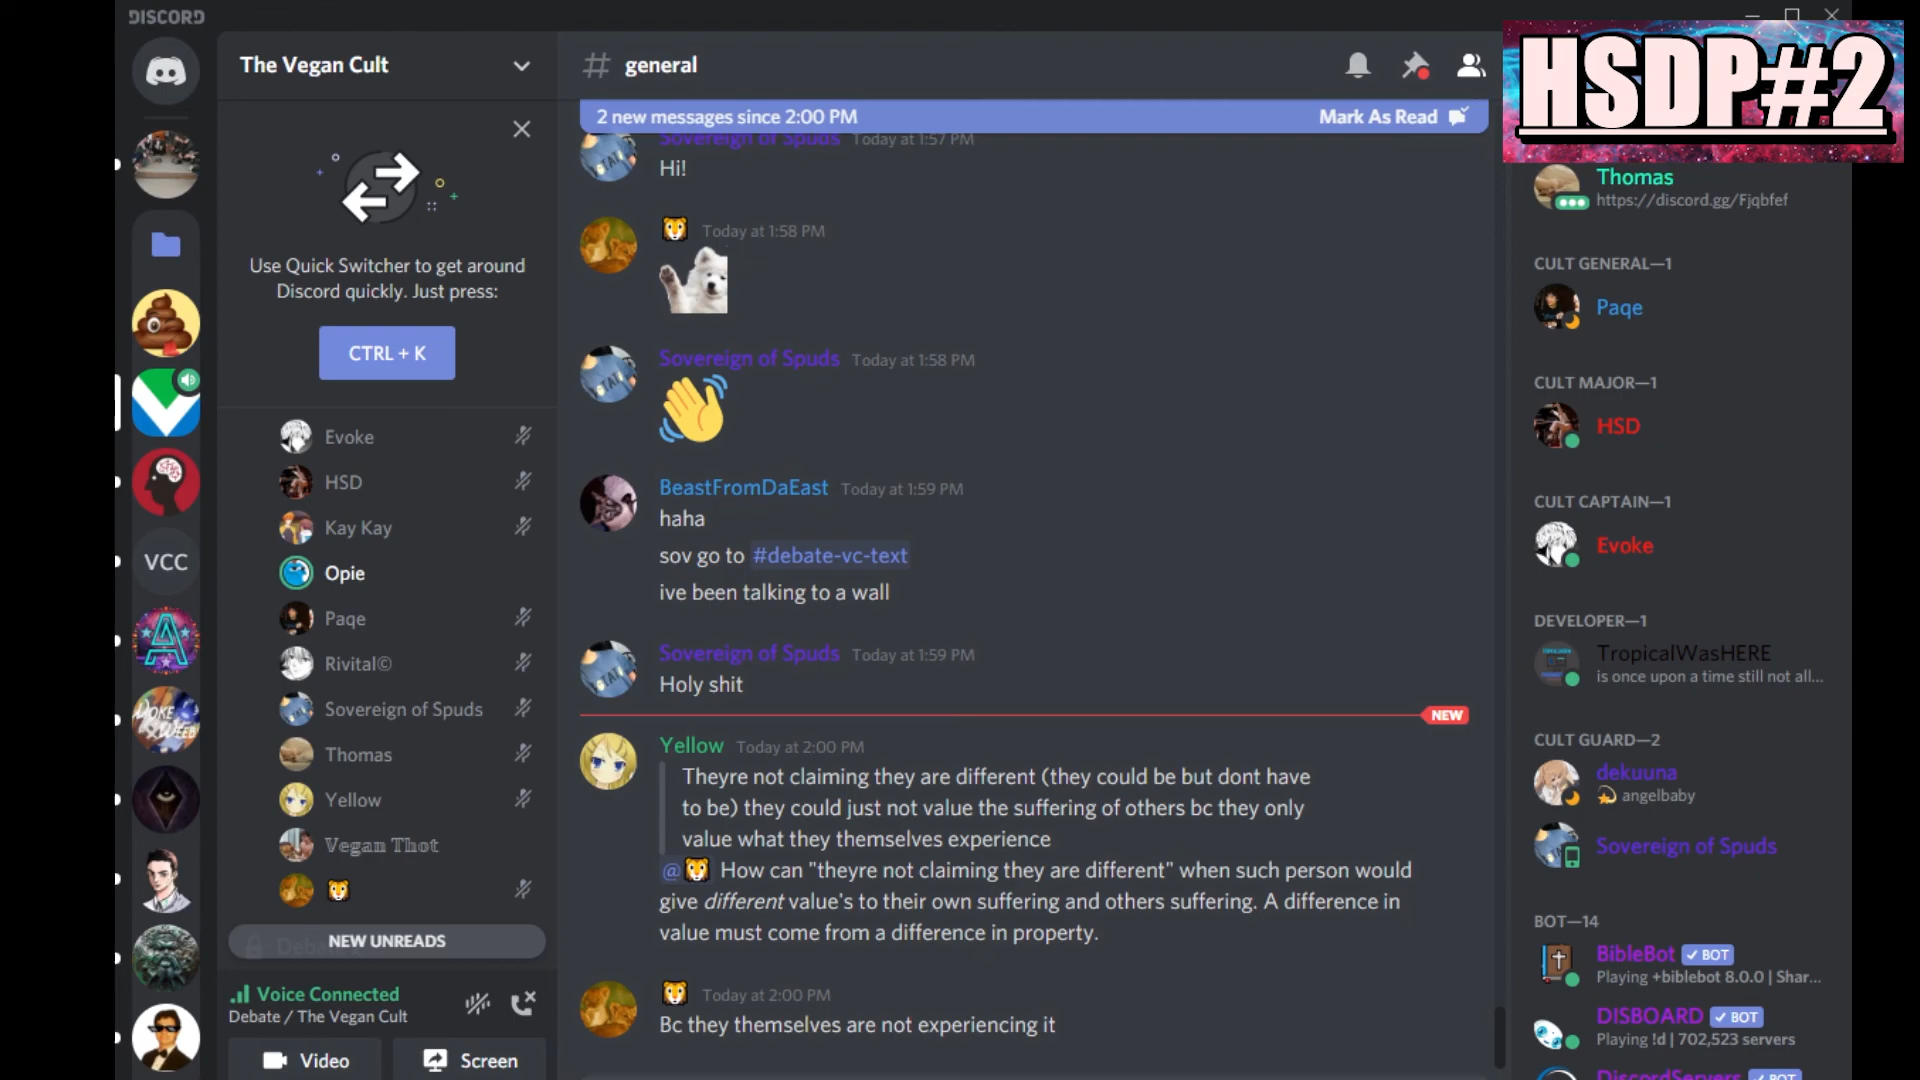 DISCORD
The Vegan Cult
Use Quick Switcher to get around
Discord quickly. Just press:
CTRL + K
VCC
Evoke
HSD
Kay Kay
Opie
Paqe
Rivital©
Sovereign of Spuds
Thomas
Yellow
𝕍𝕖𝕘𝕒𝕟 𝕋𝕙𝕠𝕥
NEW UNREADS
Voice Connected
Debate / The Vegan Cult
Video
Screen
# general
2 new messages since 2:00 PM
Mark As Read
Sovereign of Spuds Today at 1:57 PM
Hi!
🦁 Today at 1:58 PM
Sovereign of Spuds Today at 1:58 PM
BeastFromDaEast Today at 1:59 PM
haha
sov go to #debate-vc-text
ive been talking to a wall
Sovereign of Spuds Today at 1:59 PM
Holy shit
NEW
Yellow Today at 2:00 PM
Theyre not claiming they are different (they could be but dont have
to be) they could just not value the suffering of others bc they only
value what they themselves experience
@🦁 How can "theyre not claiming they are different" when such person would
give different value's to their own suffering and others suffering. A difference in
value must come from a difference in property.
🦁 Today at 2:00 PM
Bc they themselves are not experiencing it
HSDP#2
Thomas
https://discord.gg/Fjqbfef
CULT GENERAL—1
Paqe
CULT MAJOR—1
HSD
CULT CAPTAIN—1
Evoke
DEVELOPER—1
TropicalWasHERE
is once upon a time still not all...
CULT GUARD—2
dekuuna
angelbaby
Sovereign of Spuds
BOT—14
BibleBot ✓ BOT
Playing +biblebot 8.0.0 | Shar...
DISBOARD ✓ BOT
Playing !d | 702,523 servers
DiscordServers ✓ BOT